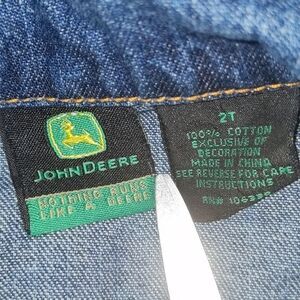 JOHN DEERE
NOTHING RUNS
LIKE A DEERE
2T
100% COTTON
EXCLUSIVE OF
DECORATION
MADE IN CHINA
SEE REVERSE FOR CARE
INSTRUCTIONS
RN#